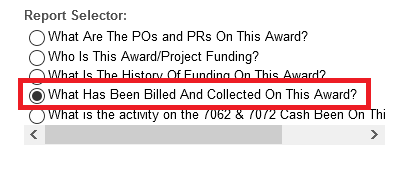 Report Selector:
What Are The POs and PRs On This Award?
Who Is This Award/Project Funding?
What Is The History Of Funding On This Award?
What Has Been Billed And Collected On This Award?
What is the activity on the 7062 & 7072 Cash Been On Thi